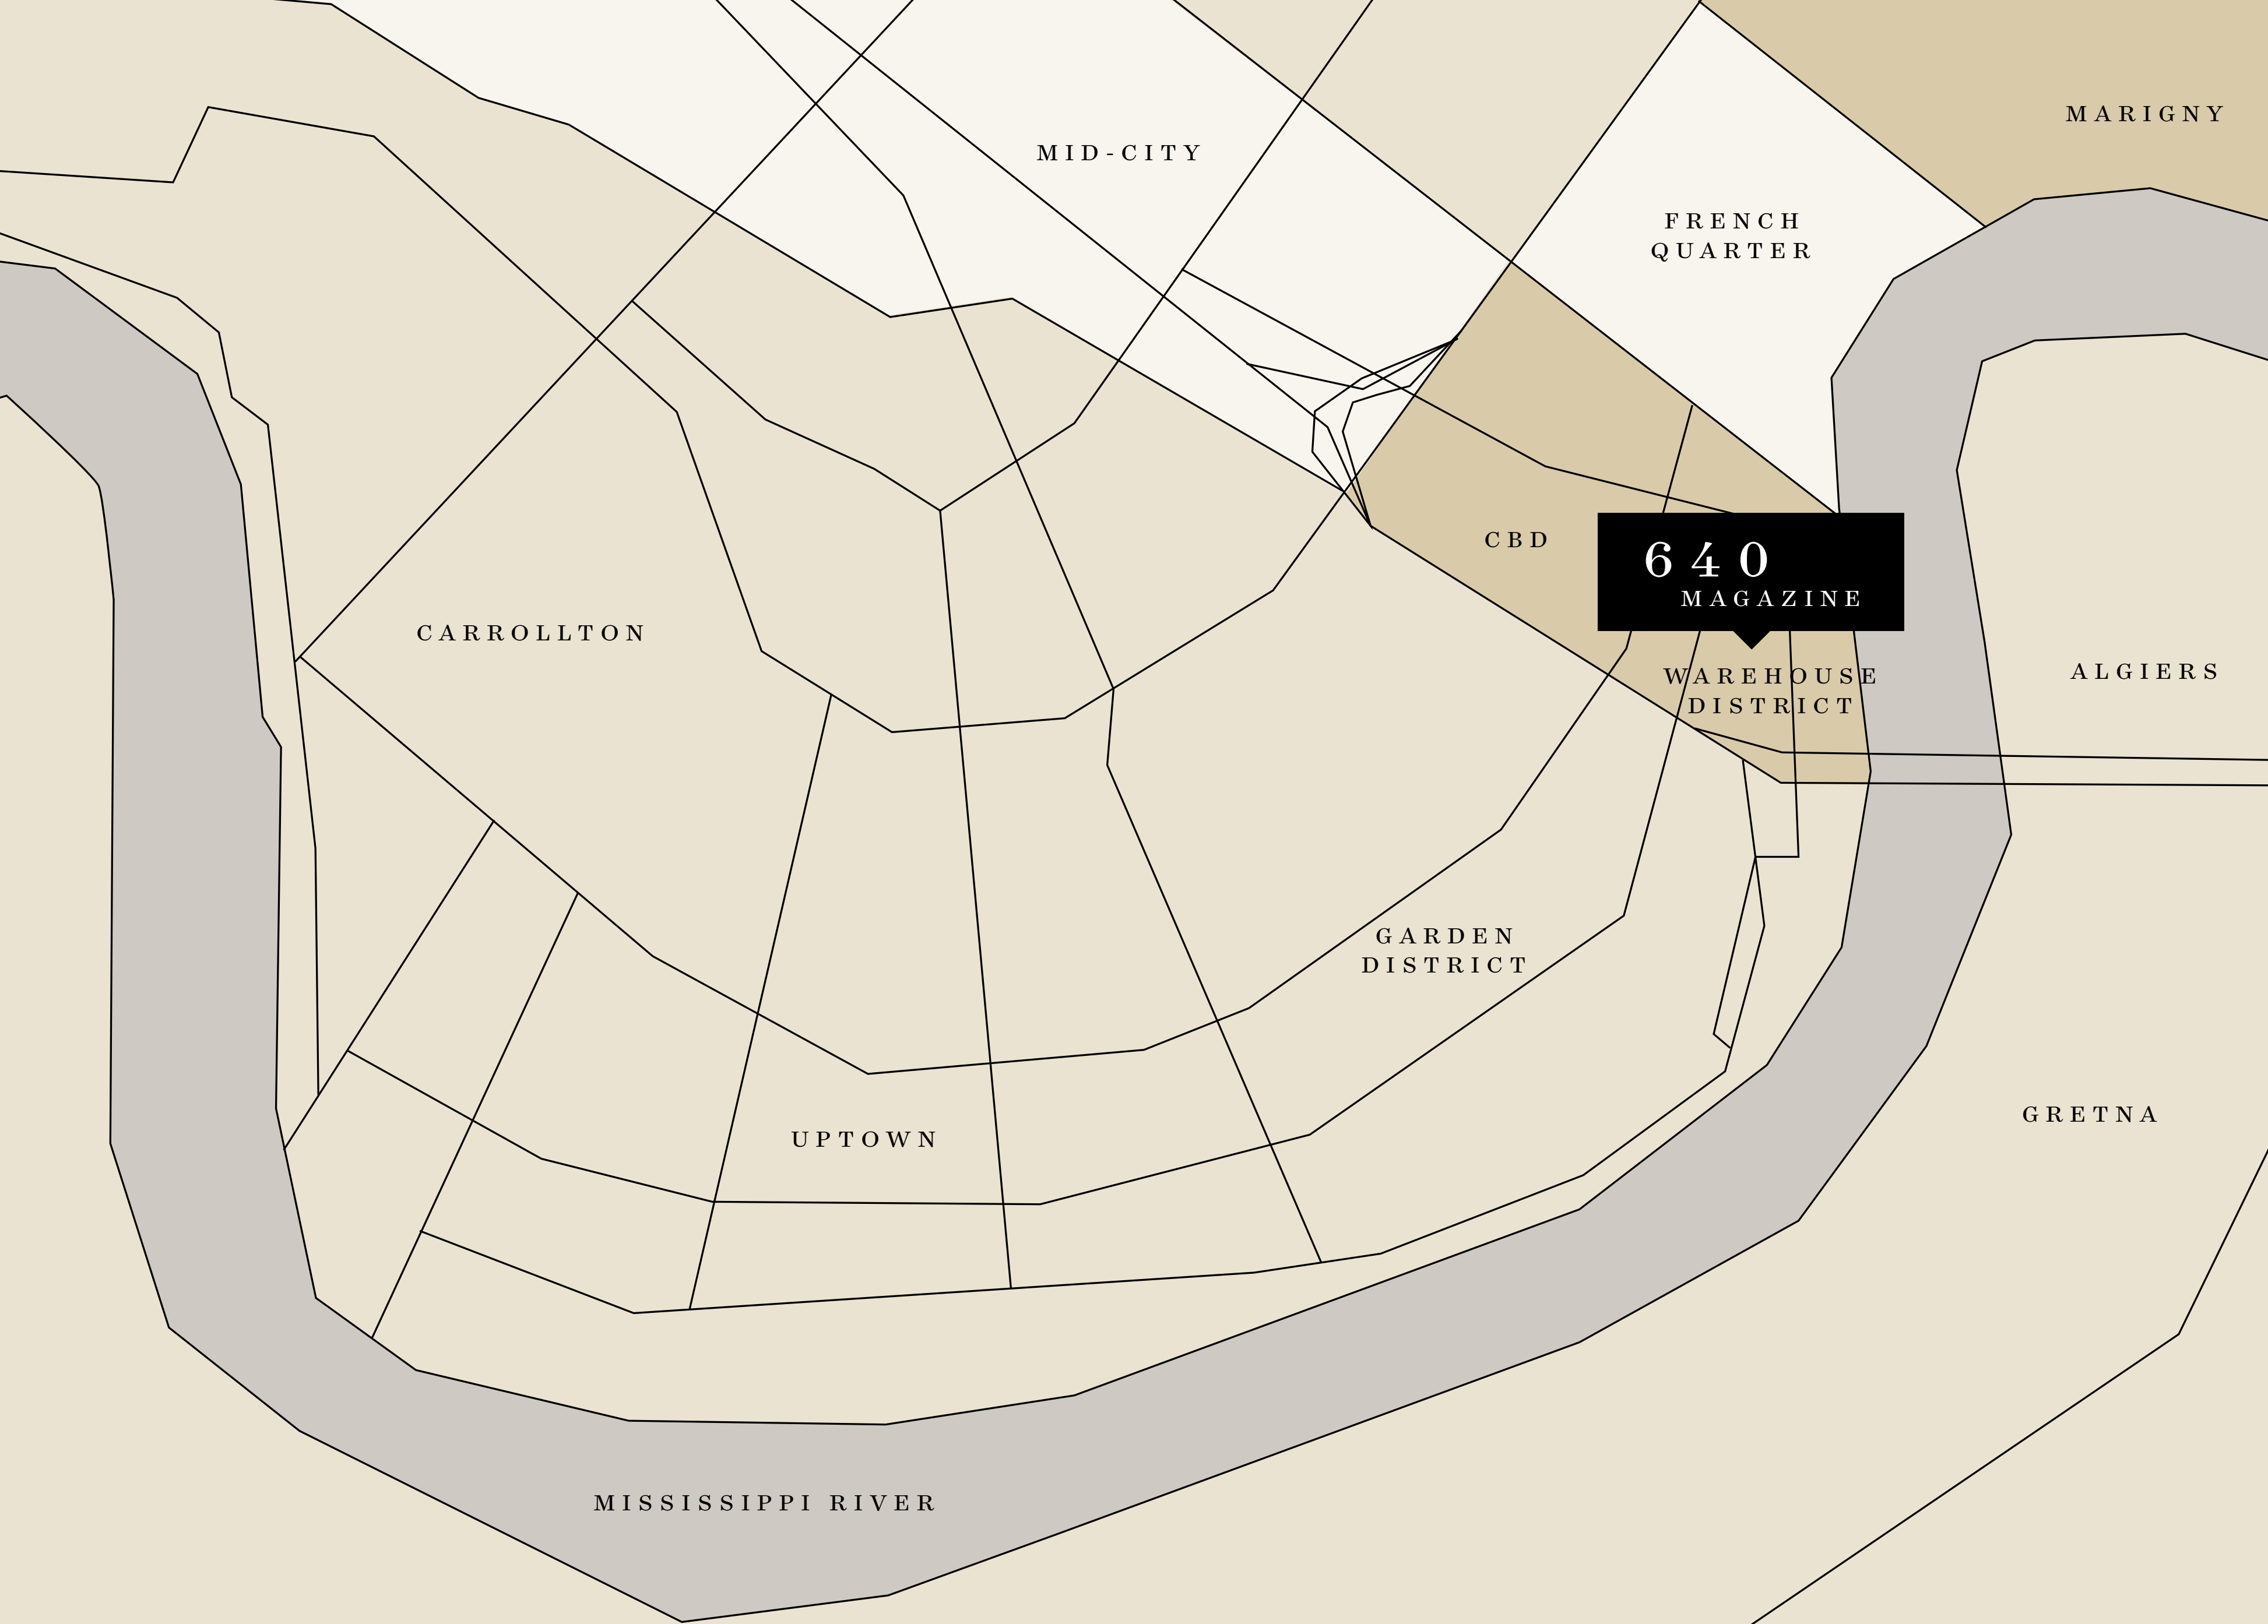 MARIGNY
MID-CITY
FRENCH
QUARTER
CBD
640
MAGAZINE
CARROLLTON
WAREHOUSE
DISTRICT
ALGIERS
GARDEN
DISTRICT
GRETNA
UPTOWN
MISSISSIPPI RIVER